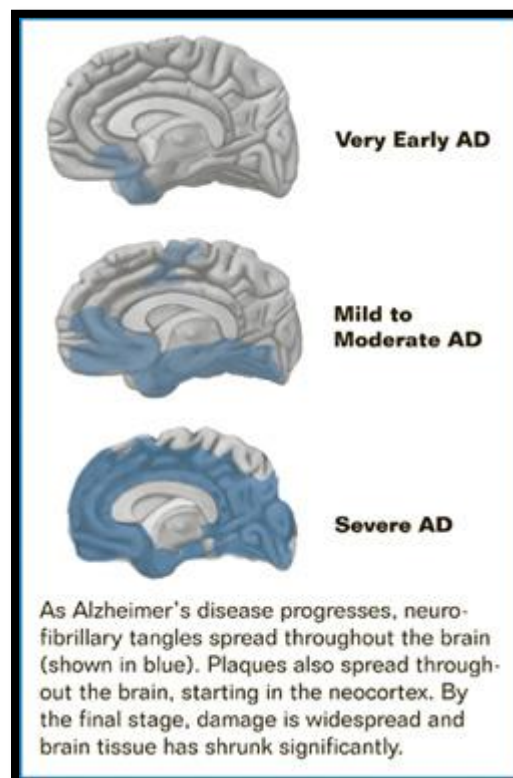 Very Early AD
Mild to
Moderate AD
Severe AD
As Alzheimer's disease progresses, neuro-
fibrillary tangles spread throughout the brain
(shown in blue). Plaques also spread through-
out the brain, starting in the neocortex. By
the final stage, damage is widespread and
brain tissue has shrunk significantly.